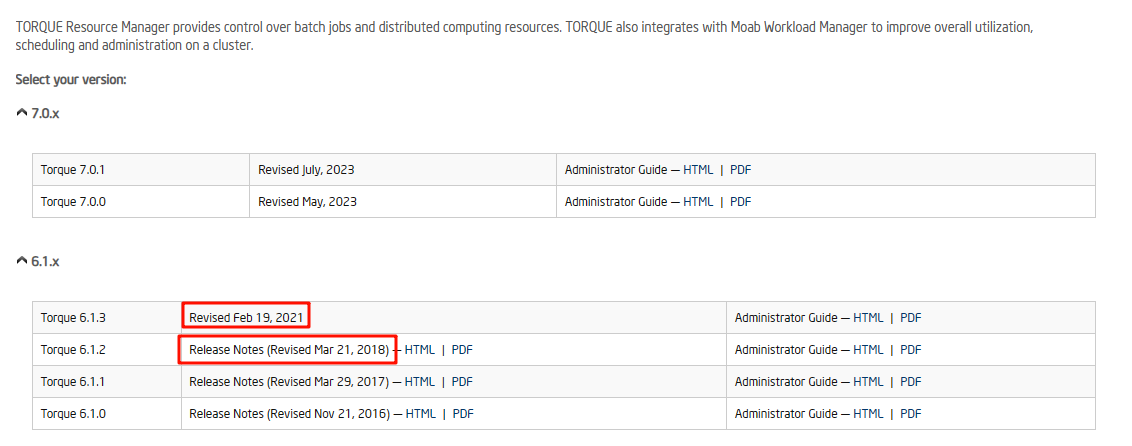 TORQUE Resource Manager provides control over batch jobs and distributed computing resources. TORQUE also integrates with Moab Workload Manager to improve overall utilization,
scheduling and administration on a cluster.
Select your version:
7.0.x
Torque 7.0.1 Revised July, 2023 Administrator Guide — HTML | PDF
Torque 7.0.0 Revised May, 2023 Administrator Guide — HTML | PDF
6.1.x
Torque 6.1.3 Revised Feb 19, 2021 Administrator Guide — HTML | PDF
Torque 6.1.2 Release Notes (Revised Mar 21, 2018) — HTML | PDF Administrator Guide — HTML | PDF
Torque 6.1.1 Release Notes (Revised Mar 29, 2017) — HTML | PDF Administrator Guide — HTML | PDF
Torque 6.1.0 Release Notes (Revised Nov 21, 2016) — HTML | PDF Administrator Guide — HTML | PDF